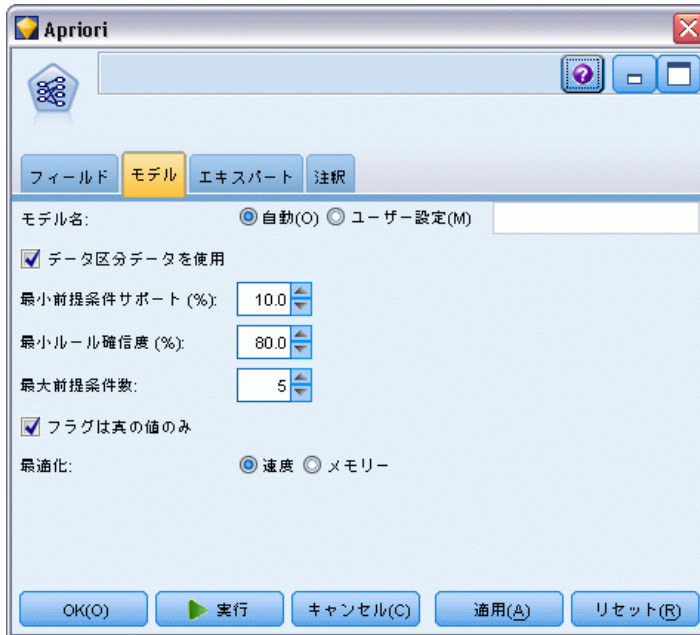 Apriori
フィールド モデル エキスパート 注釈
モデル名: 自動(O) ユーザー設定(M)
データ区分データを使用
最小前提条件サポート (%): 10.0
最小ルール確信度 (%): 80.0
最大前提条件数: 5
フラグは真の値のみ
最適化: 速度 メモリー
OK(O) 実行 キャンセル(C) 適用(A) リセット(R)